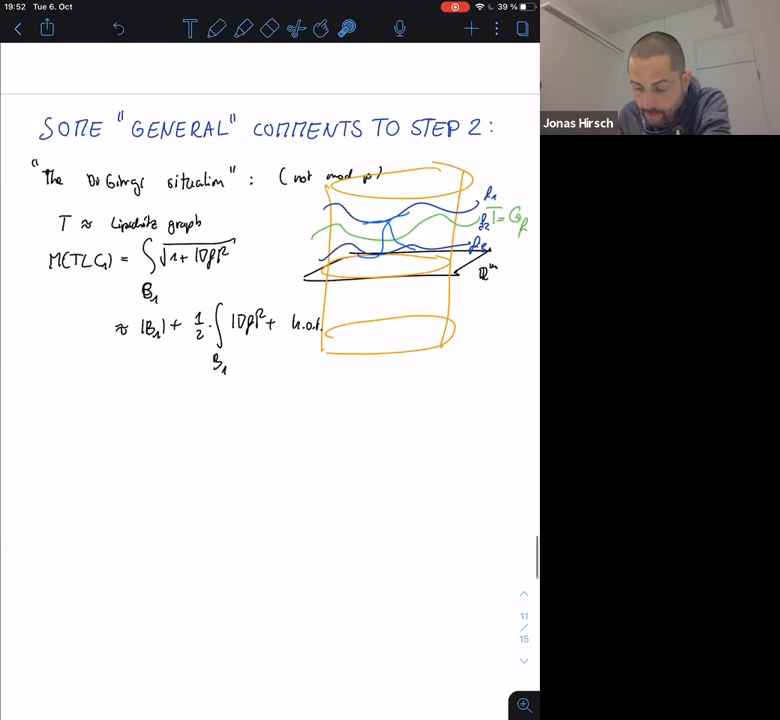 19:52 Tue 6. Oct
39 %
Jonas Hirsch
SOME "GENERAL" COMMENTS TO STEP 2:
"The De Giorgi situation": (not mod p)
T ≈ Lipschitz graph
M(T⌞C₁) = ∫_{B₁} √(1 + |Df|²)
≈ |B₁| + 1/2 · ∫_{B₁} |Df|² + h.o.t.
f₁
f₂
T = G_f
ℝᵐ
11
/
15